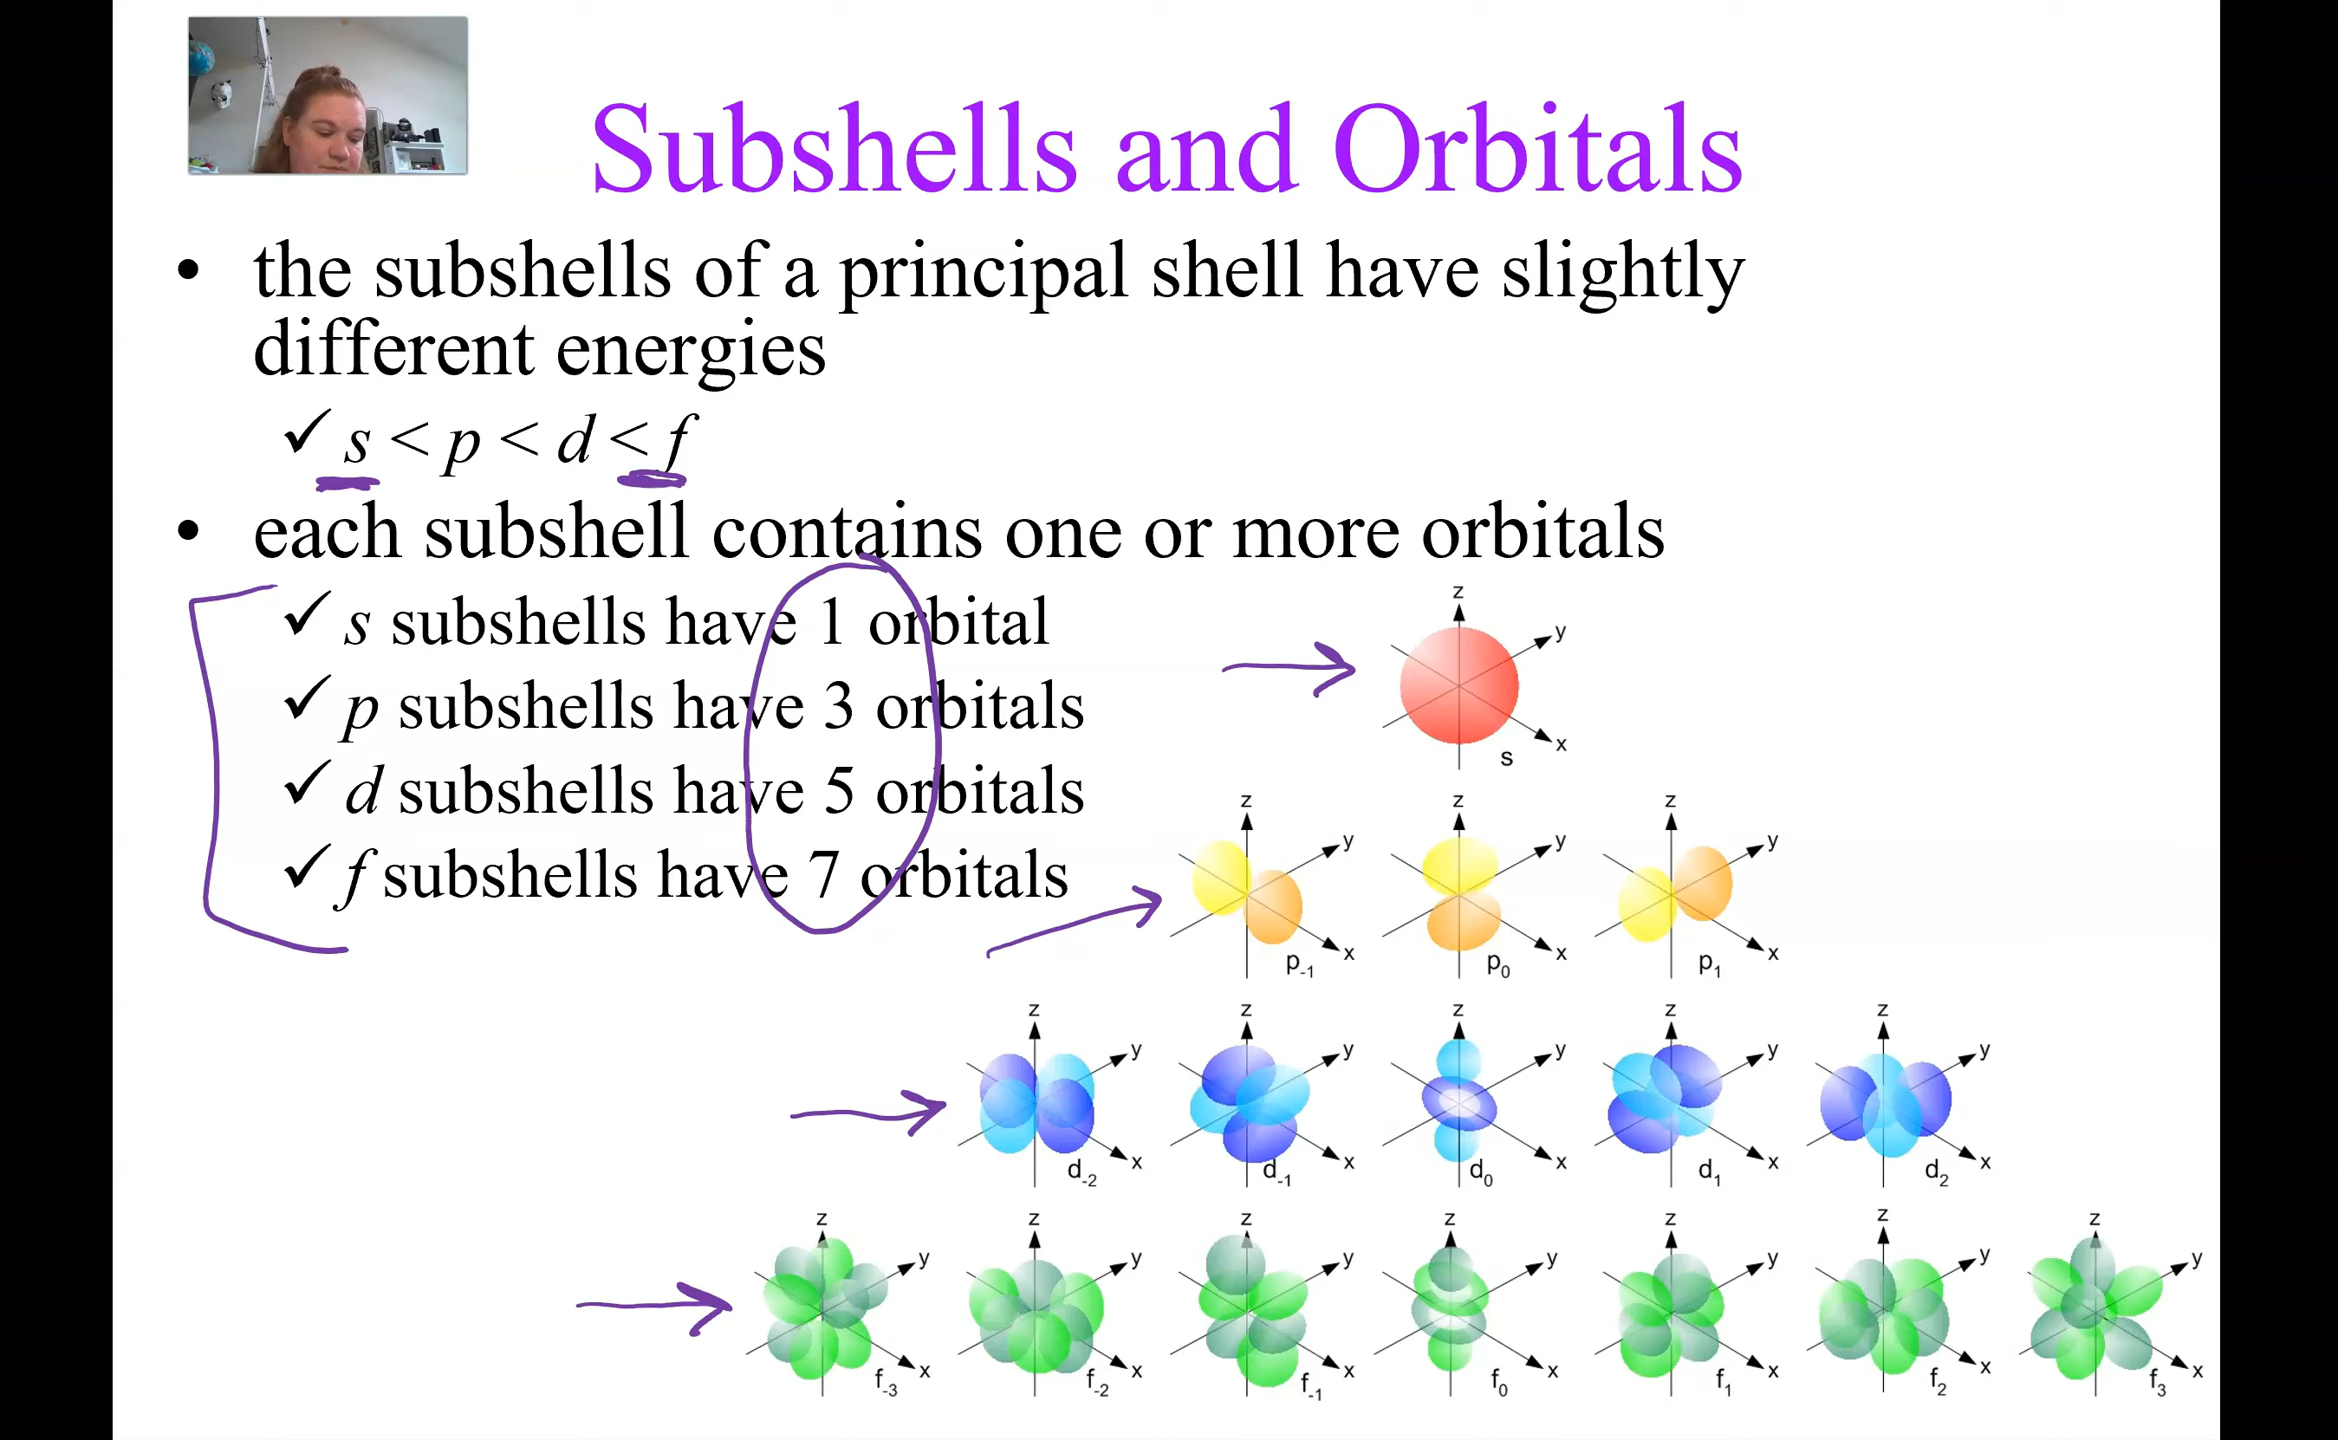 Subshells and Orbitals
• the subshells of a principal shell have slightly
different energies
✓ s < p < d < f
• each subshell contains one or more orbitals
✓ s subshells have 1 orbital
✓ p subshells have 3 orbitals
✓ d subshells have 5 orbitals
✓ f subshells have 7 orbitals
z y x s
z y x p-1 z y x p0 z y x p1
z y x d-2 z y x d-1 z y x d0 z y x d1 z y x d2
z y x f-3 z y x f-2 z y x f-1 z y x f0 z y x f1 z y x f2 z y x f3